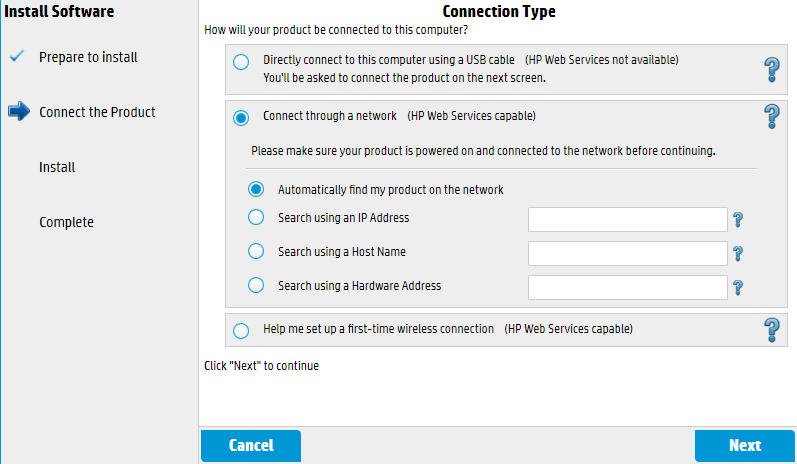 Install Software
Prepare to install
Connect the Product
Install
Complete
Connection Type
How will your product be connected to this computer?
Directly connect to this computer using a USB cable (HP Web Services not available)
You'll be asked to connect the product on the next screen.
?
Connect through a network (HP Web Services capable)
?
Please make sure your product is powered on and connected to the network before continuing.
Automatically find my product on the network
Search using an IP Address ?
Search using a Host Name ?
Search using a Hardware Address ?
Help me set up a first-time wireless connection (HP Web Services capable)
?
Click "Next" to continue
Cancel
Next